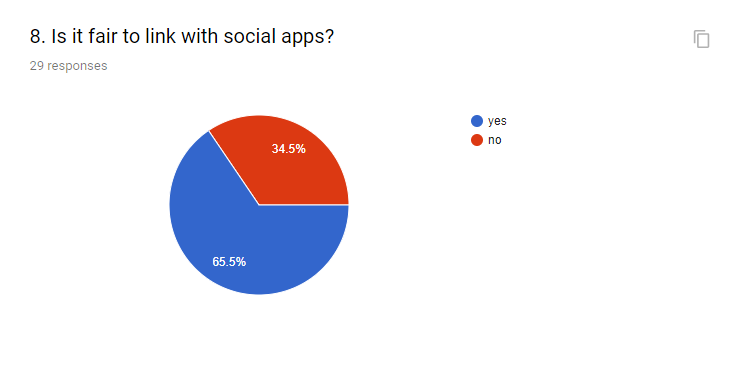 8. Is it fair to link with social apps?
29 responses
yes
no
34.5%
65.5%